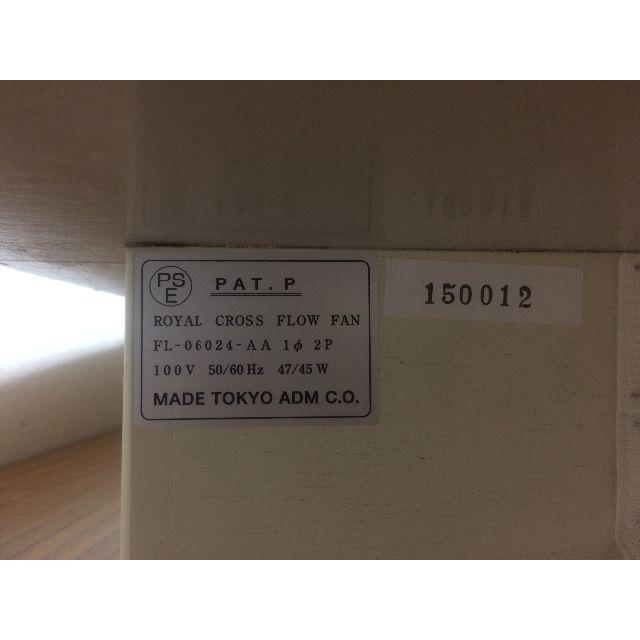 PSE
PAT. P
150012
ROYAL CROSS FLOW FAN
FL-06024-AA 1ϕ 2P
100V 50/60Hz 47/45W
MADE TOKYO ADM C.O.